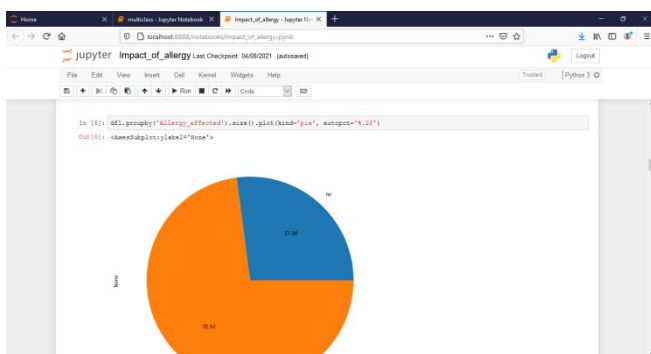 Home
multiclass - Jupyter Notebook
Impact_of_allergy - Jupyter No
localhost:8888/notebooks/Impact_of_allergy.ipynb
jupyter Impact_of_allergy Last Checkpoint: 04/08/2021 (autosaved)
Logout
File Edit View Insert Cell Kernel Widgets Help
Trusted
Python 3
Run
Code
In [8]: df1.groupby('Allergy_affected').size().plot(kind='pie', autopct='%.2f')
Out[8]: <AxesSubplot:ylabel='None'>
no
None